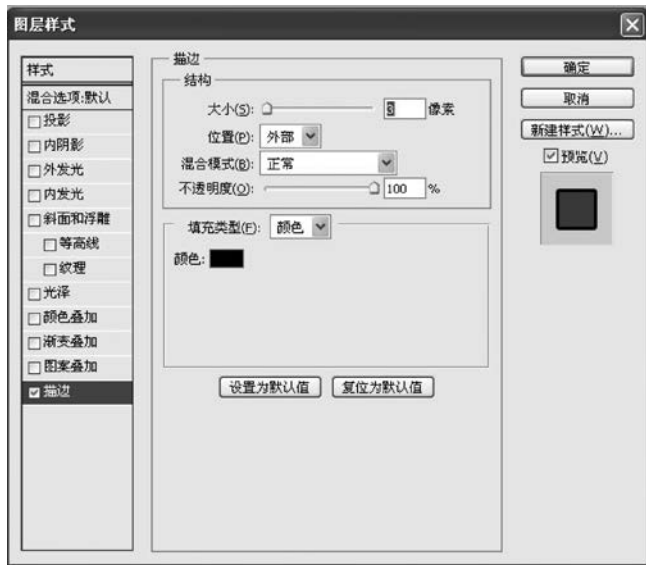 图层样式
样式
混合选项:默认
投影
内阴影
外发光
内发光
斜面和浮雕
等高线
纹理
光泽
颜色叠加
渐变叠加
图案叠加
描边
描边
结构
大小(S): 3 像素
位置(P): 外部
混合模式(B): 正常
不透明度(O): 100 %
填充类型(F): 颜色
颜色:
设置为默认值 复位为默认值
确定
取消
新建样式(W)...
预览(V)